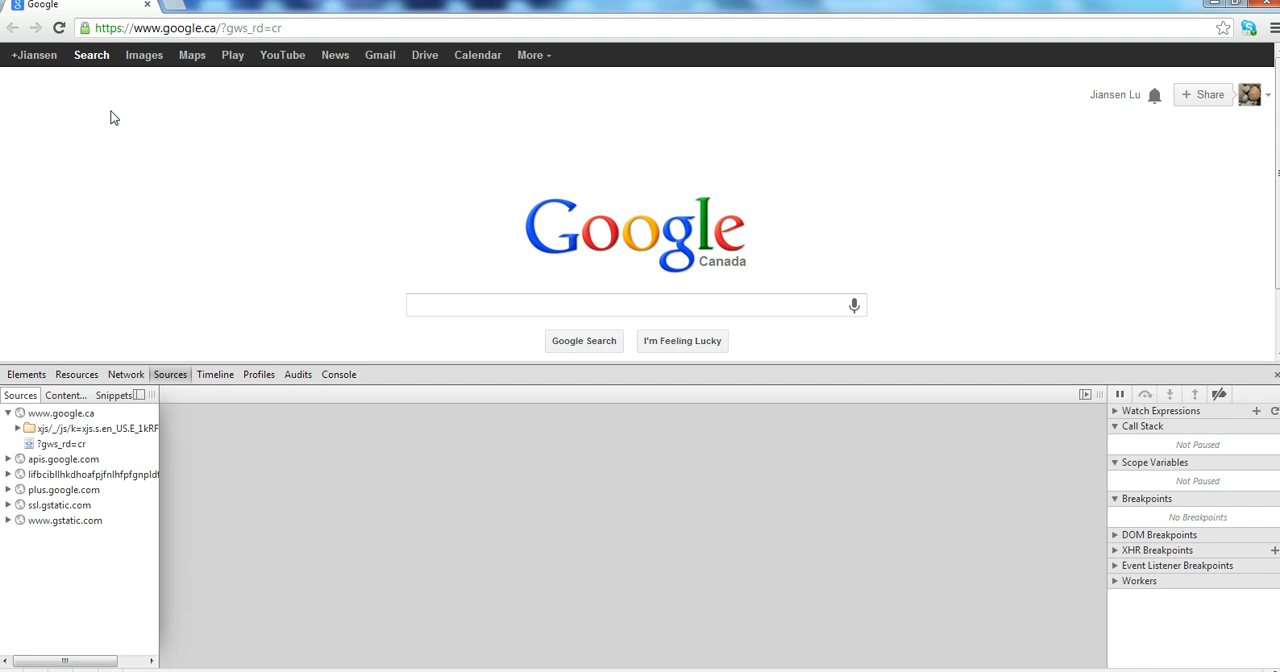 Google
https://www.google.ca/?gws_rd=cr
+Jiansen Search Images Maps Play YouTube News Gmail Drive Calendar More
Jiansen Lu + Share
Google
Canada
Google Search I'm Feeling Lucky
Elements Resources Network Sources Timeline Profiles Audits Console
Sources Content... Snippets
www.google.ca
xjs/_/js/k=xjs.s.en_US.E_1kRF
?gws_rd=cr
apis.google.com
plus.google.com
ssl.gstatic.com
www.gstatic.com
Watch Expressions
Call Stack
Not Paused
Scope Variables
Not Paused
Breakpoints
No Breakpoints
DOM Breakpoints
XHR Breakpoints
Event Listener Breakpoints
Workers